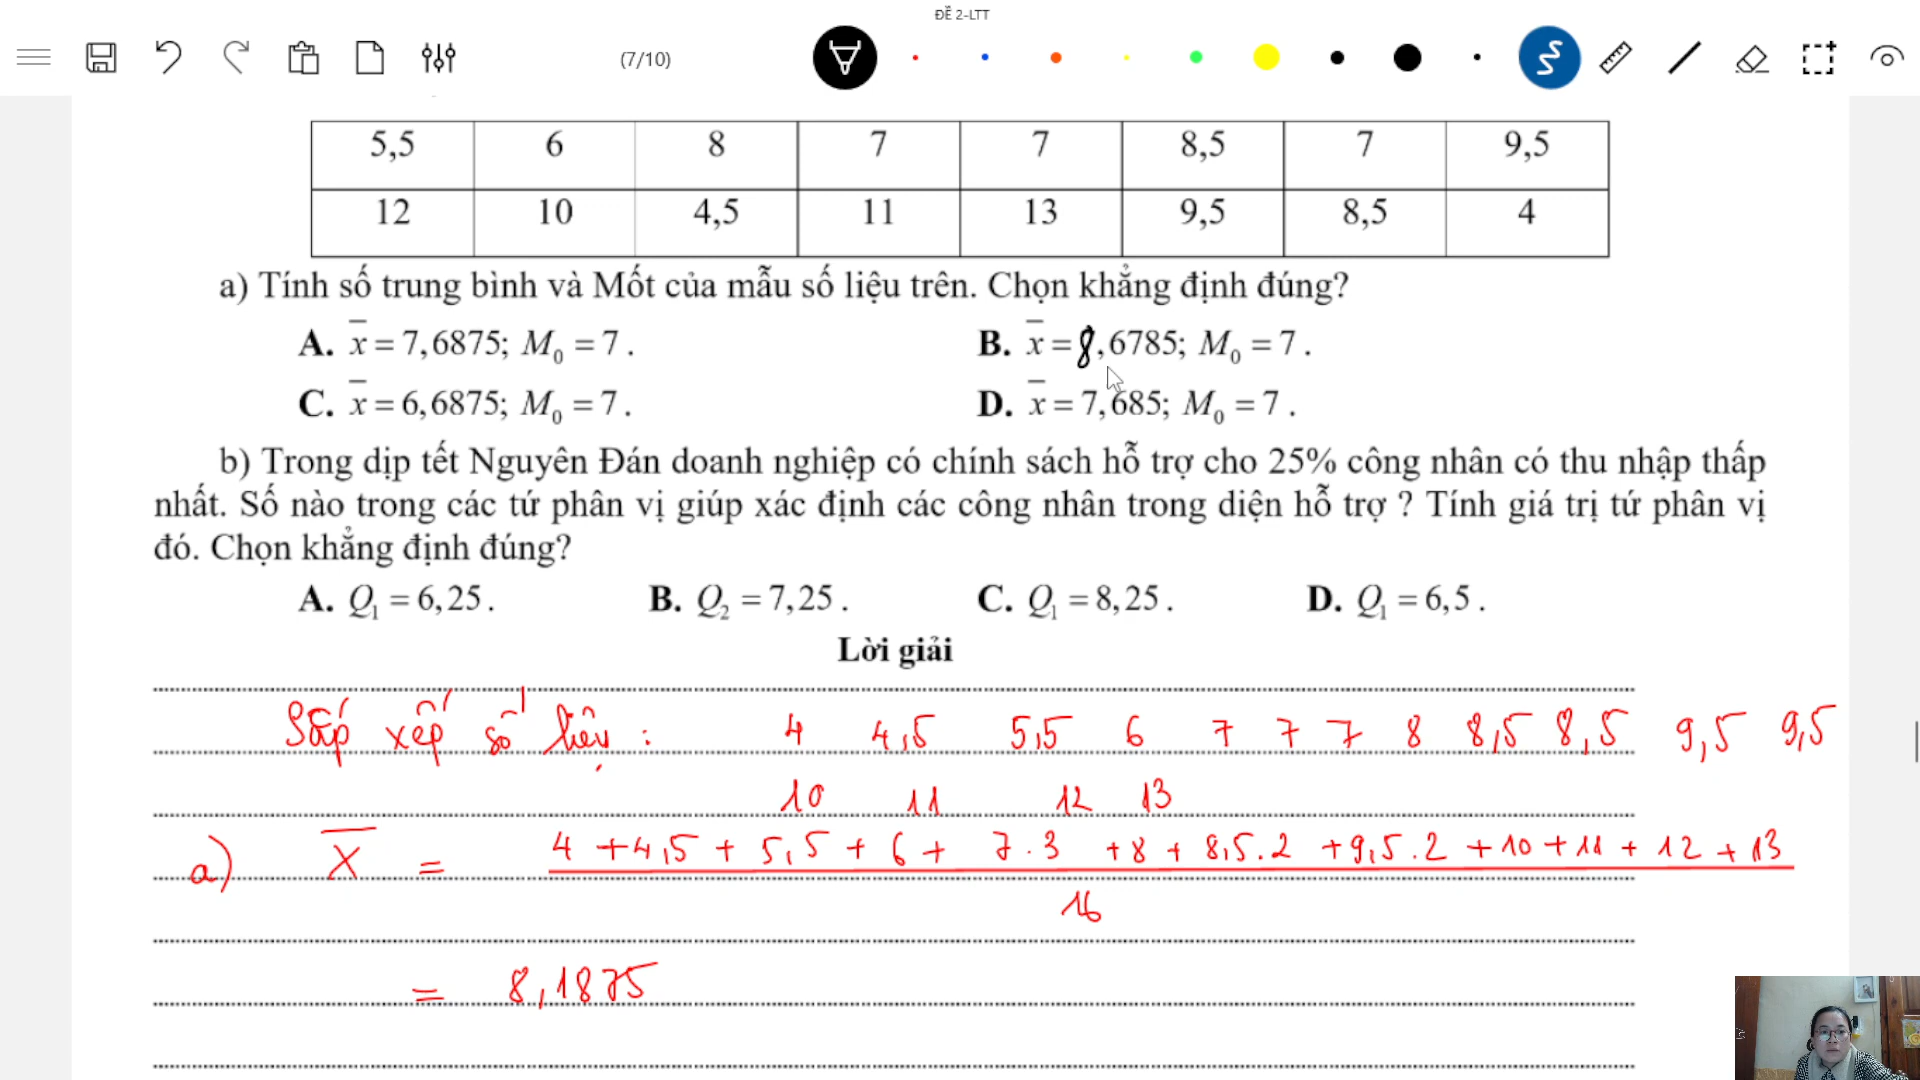 ĐỀ 2-LTT
(7/10)
5,5 6 8 7 7 8,5 7 9,5
12 10 4,5 11 13 9,5 8,5 4
a) Tính số trung bình và Mốt của mẫu số liệu trên. Chọn khẳng định đúng?
A. x̄ = 7,6875; M₀ = 7 . B. x̄ = 8,6785; M₀ = 7 .
C. x̄ = 6,6875; M₀ = 7 . D. x̄ = 7,685; M₀ = 7 .
b) Trong dịp tết Nguyên Đán doanh nghiệp có chính sách hỗ trợ cho 25% công nhân có thu nhập thấp
nhất. Số nào trong các tứ phân vị giúp xác định các công nhân trong diện hỗ trợ ? Tính giá trị tứ phân vị
đó. Chọn khẳng định đúng?
A. Q₁ = 6,25 . B. Q₂ = 7,25 . C. Q₁ = 8,25 . D. Q₁ = 6,5 .
Lời giải
Sắp xếp số liệu : 4 4,5 5,5 6 7 7 7 8 8,5 8,5 9,5 9,5
10 11 12 13
a) X̄ = 4 + 4,5 + 5,5 + 6 + 7 . 3 + 8 + 8,5 . 2 + 9,5 . 2 + 10 + 11 + 12 + 13
16
= 8,1875